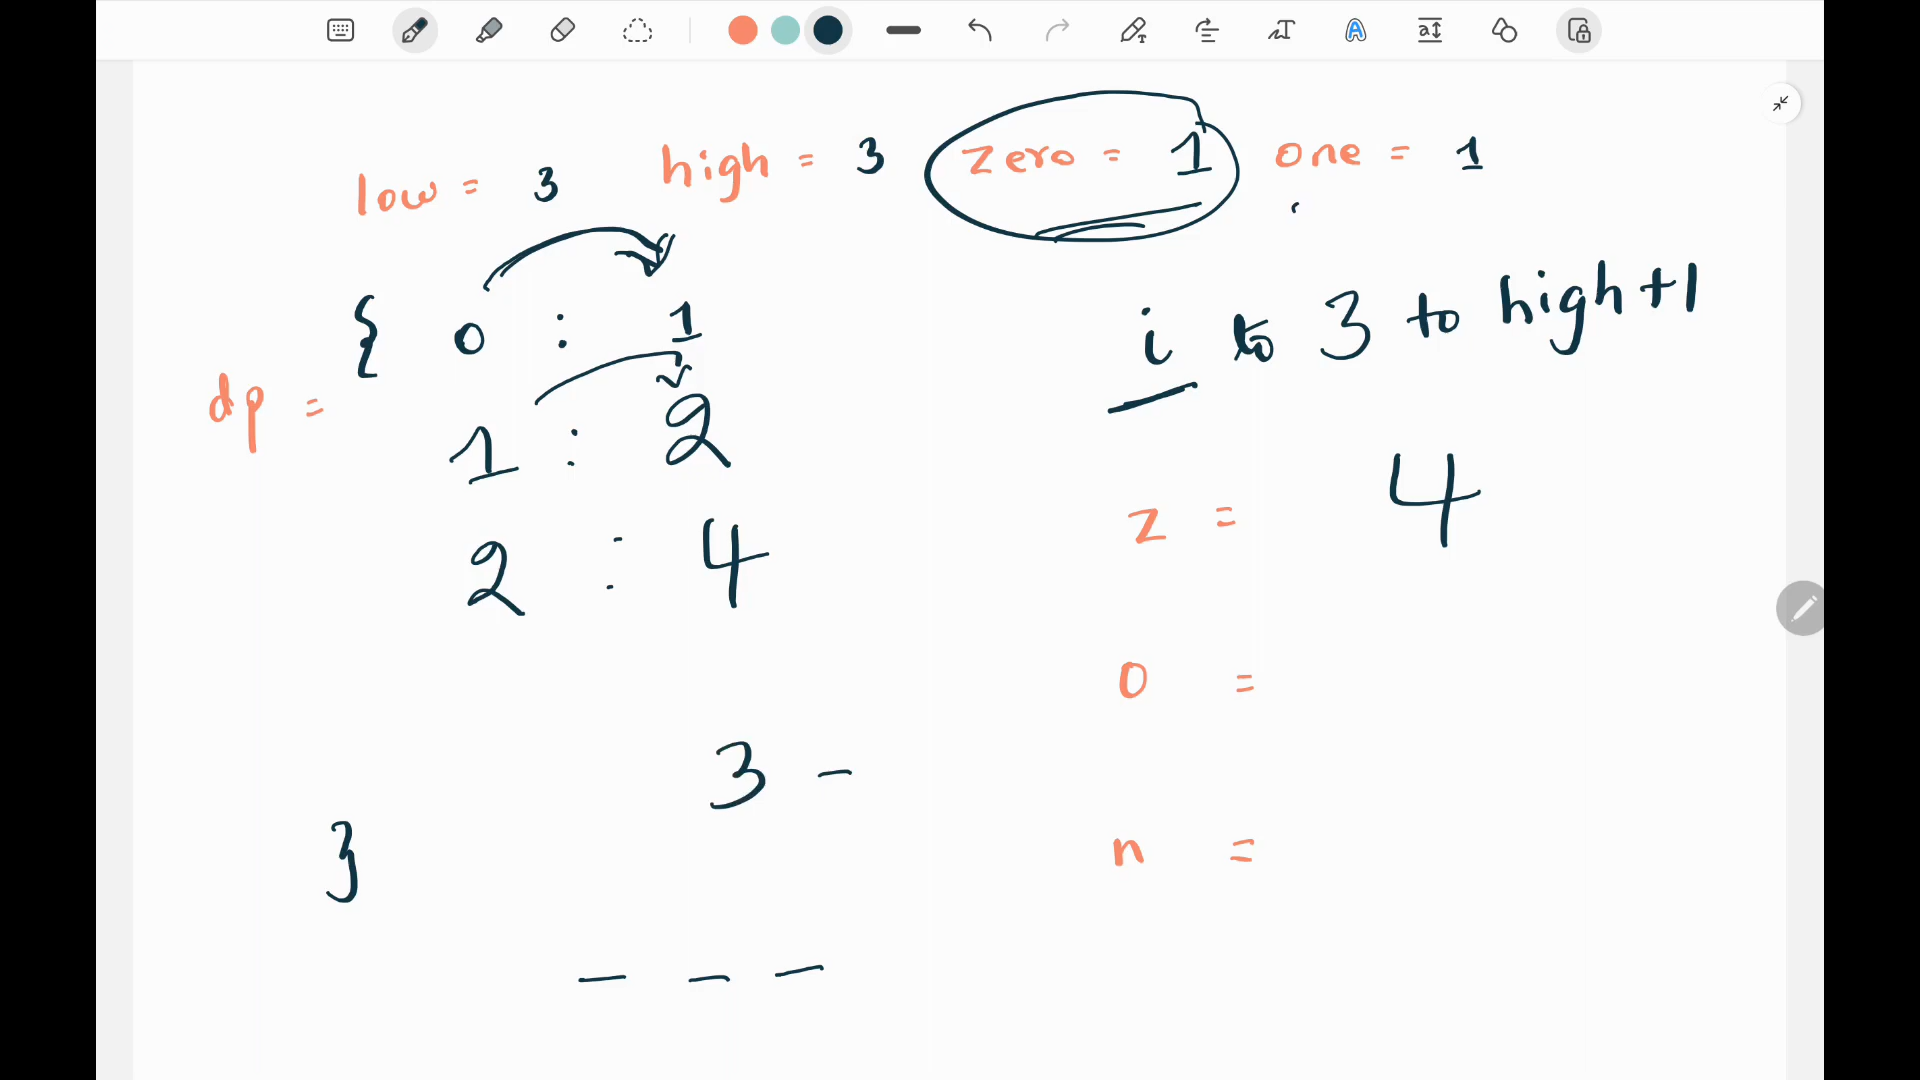 low = 3 high = 3 zero = 1 one = 1
{ 0 : 1
i to 3 to high+1
dp =
1 : 2
z = 4
2 : 4
0 =
3 -
n =
}
- - -